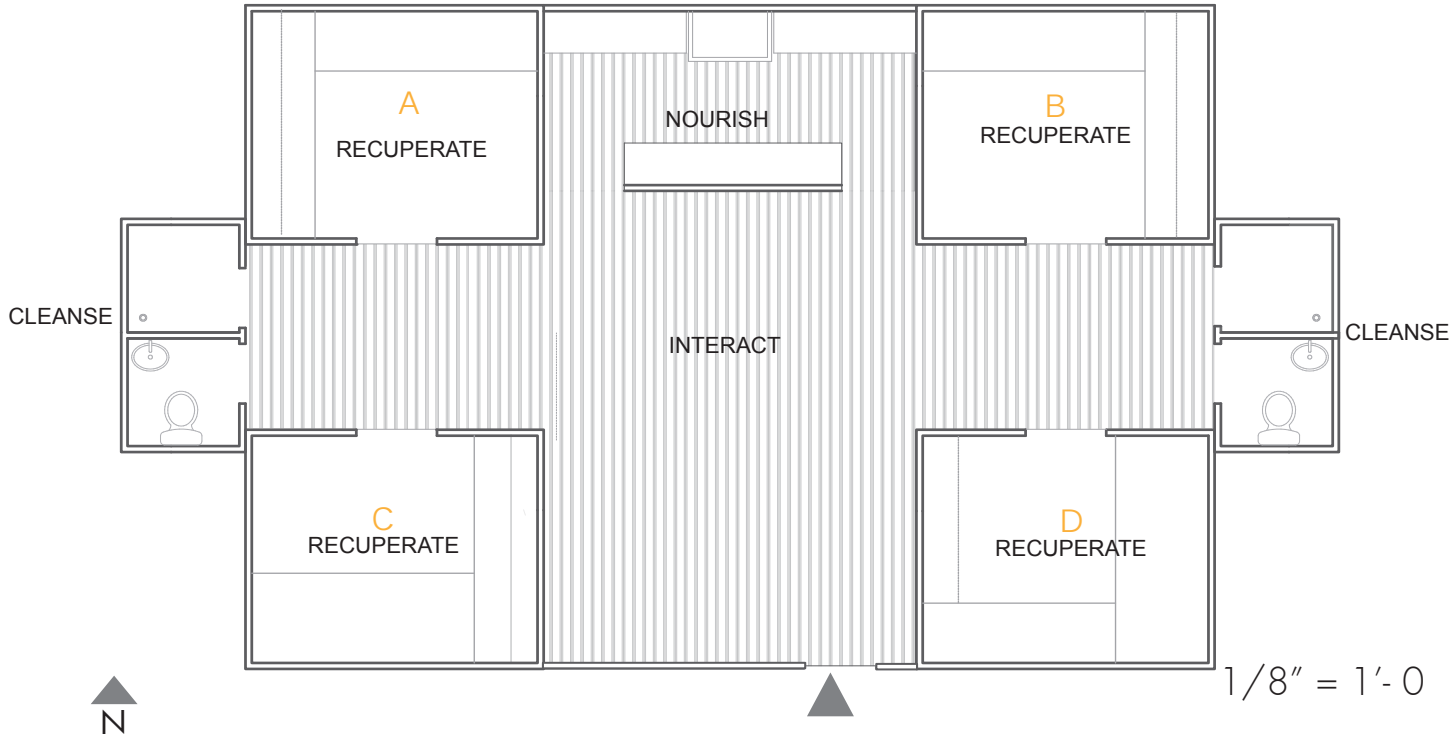 A
RECUPERATE
NOURISH
B
RECUPERATE
CLEANSE
INTERACT
CLEANSE
C
RECUPERATE
D
RECUPERATE
N
1/8" = 1'- 0